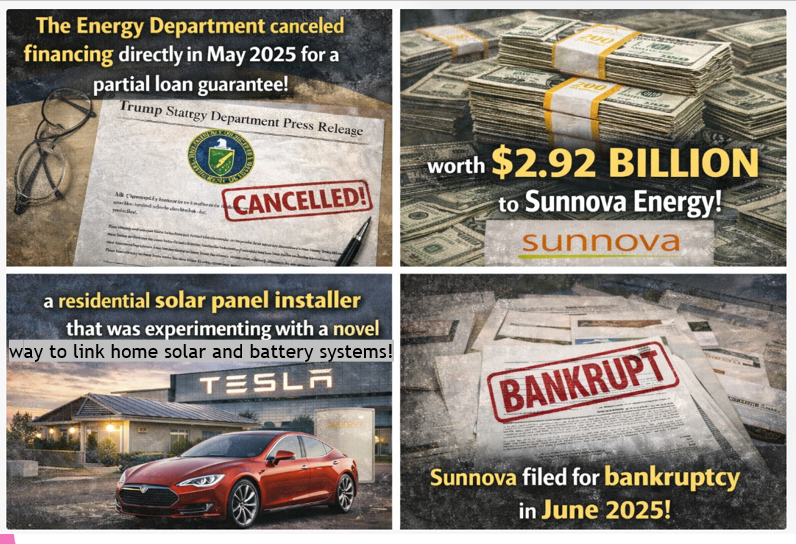 The Energy Department canceled
financing directly in May 2025 for a
partial loan guarantee!
Trump Statrgy Department Press Release
CANCELLED!
worth $2.92 BILLION
to Sunnova Energy!
sunnova
a residential solar panel installer
that was experimenting with a novel
way to link home solar and battery systems!
TESLA
BANKRUPT
Sunnova filed for bankruptcy
in June 2025!